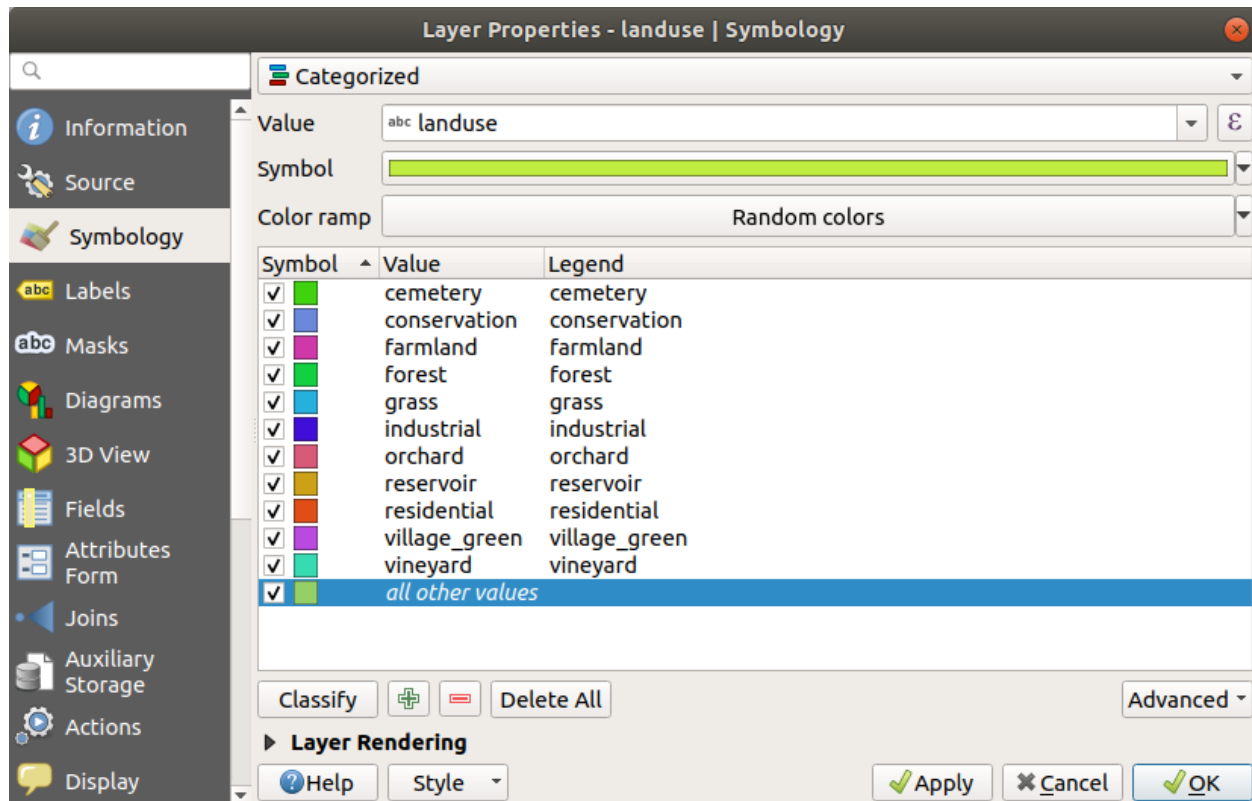 Layer Properties - landuse | Symbology
Categorized
Information
Value abc landuse ε
Source
Symbol
Symbology
Color ramp Random colors
Symbol Value Legend
abc Labels
cemetery cemetery
conservation conservation
abc Masks
farmland farmland
forest forest
Diagrams
grass grass
industrial industrial
3D View
orchard orchard
reservoir reservoir
Fields
residential residential
village_green village_green
Attributes
Form
vineyard vineyard
all other values
Joins
Auxiliary
Storage
Classify Delete All Advanced
Actions
Layer Rendering
Display
Help Style Apply Cancel OK